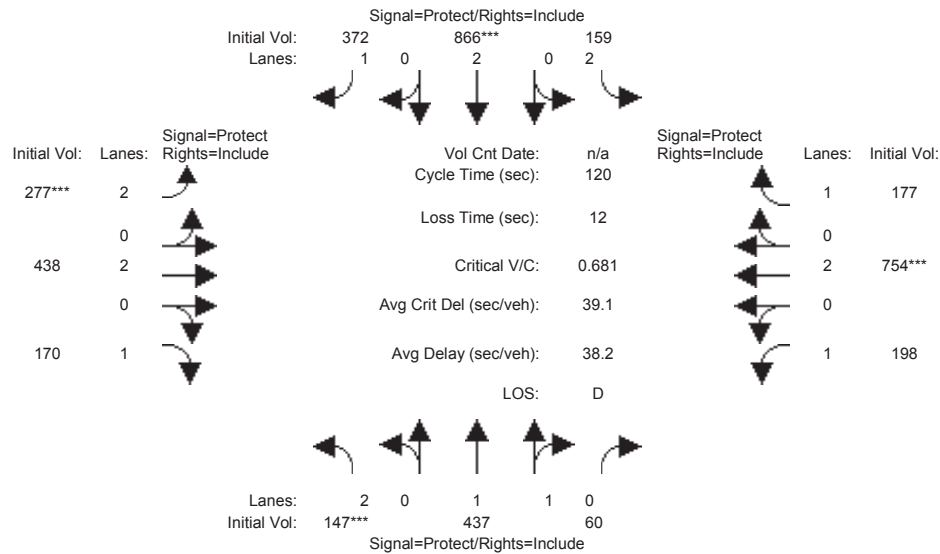 Signal=Protect/Rights=Include
Initial Vol: 372 866*** 159
Lanes: 1 0 2 0 2
Signal=Protect
Initial Vol: Lanes: Rights=Include
Vol Cnt Date: n/a
Signal=Protect
Rights=Include Lanes: Initial Vol:
Cycle Time (sec): 120
277*** 2
1 177
Loss Time (sec): 12
0
0
438 2
Critical V/C: 0.681
2 754***
0
Avg Crit Del (sec/veh): 39.1
0
170 1
Avg Delay (sec/veh): 38.2
1 198
LOS: D
Lanes: 2 0 1 1 0
Initial Vol: 147*** 437 60
Signal=Protect/Rights=Include